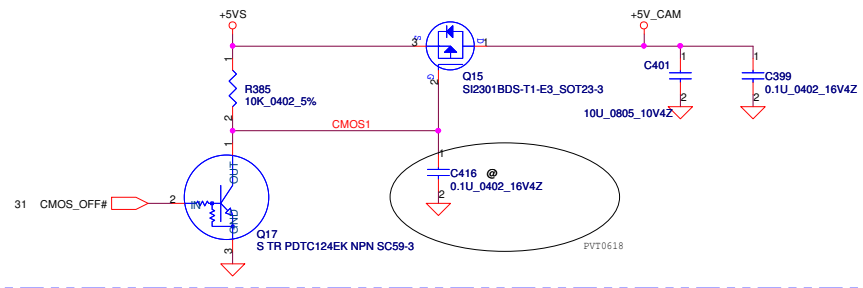 +5VS
+5V_CAM
3
S
D
1
1
R385
10K_0402_5%
2
G
2
Q15
SI2301BDS-T1-E3_SOT23-3
C401
1
2
10U_0805_10V4Z
1
C399
0.1U_0402_16V4Z
2
CMOS1
1
OUT
1
C416 @
0.1U_0402_16V4Z
2
31 CMOS_OFF#
2
IN
GND
3
Q17
S TR PDTC124EK NPN SC59-3
PVT0618